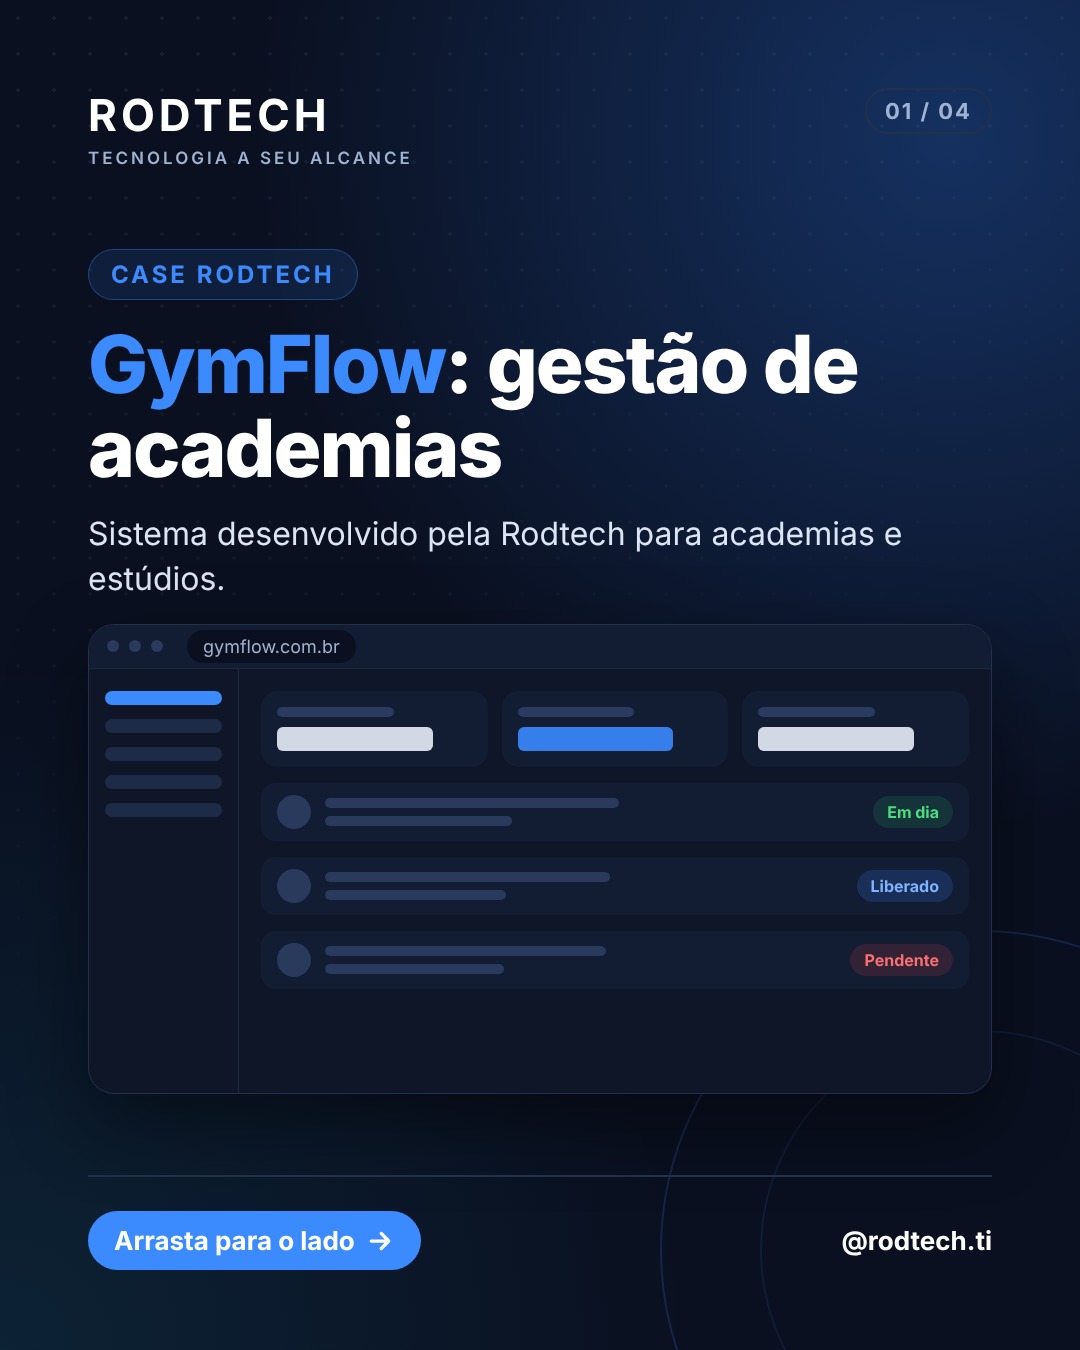 RODTECH
01 / 04
TECNOLOGIA A SEU ALCANCE
CASE RODTECH
GymFlow: gestão de
academias
Sistema desenvolvido pela Rodtech para academias e
estúdios.
gymflow.com.br
Em dia
Liberado
Pendente
Arrasta para o lado →
@rodtech.ti